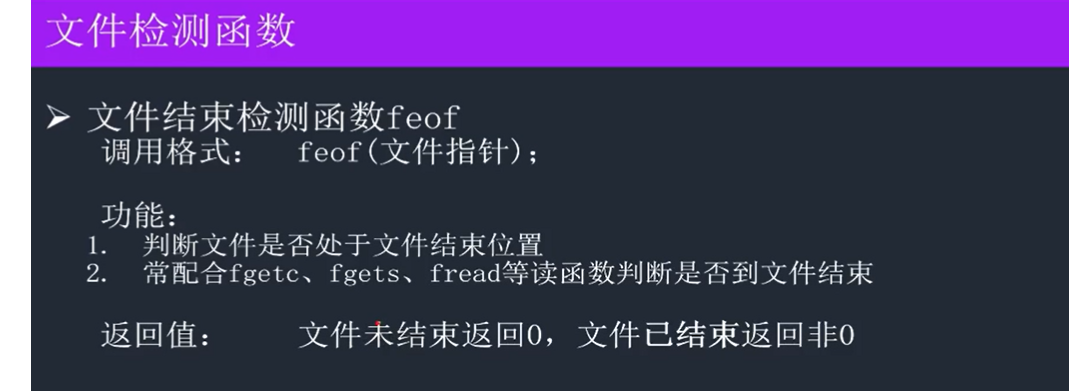 文件检测函数
➢ 文件结束检测函数feof
调用格式： feof(文件指针)；
功能：
1. 判断文件是否处于文件结束位置
2. 常配合fgetc、fgets、fread等读函数判断是否到文件结束
返回值： 文件未结束返回0，文件已结束返回非0